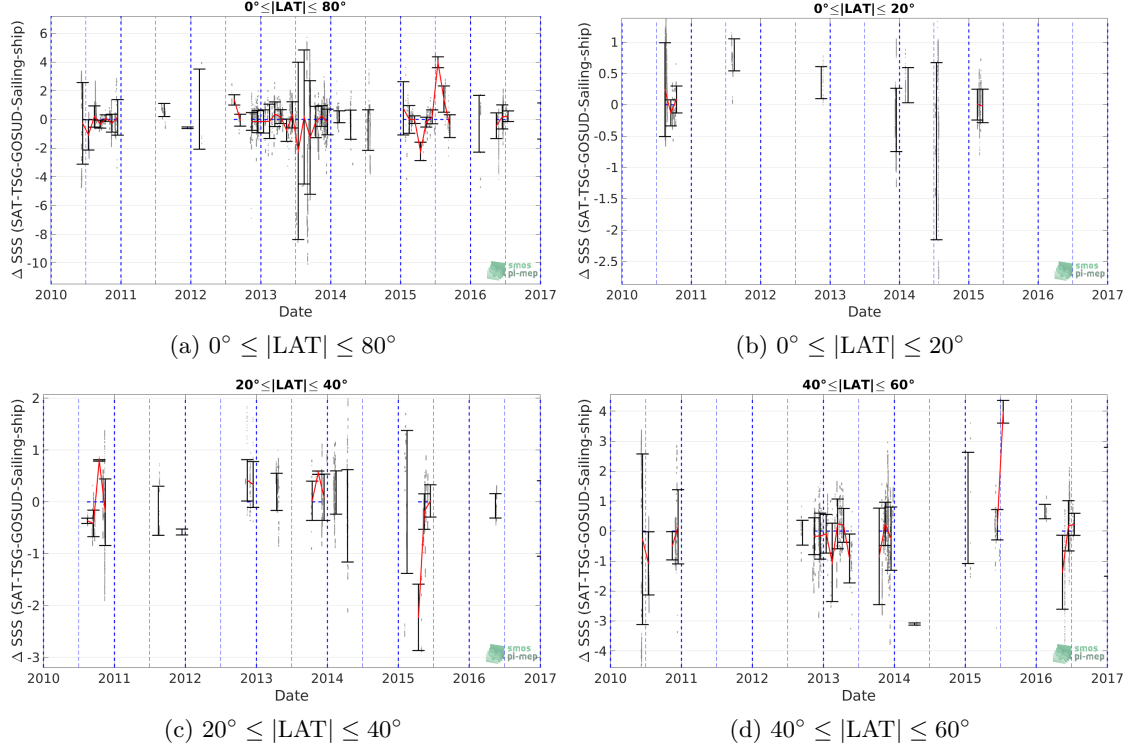 0°≤|LAT|≤ 80°
Δ SSS (SAT-TSG-GOSUD-Sailing-ship)
6
4
2
0
-2
-4
-6
-8
-10
smos
pi-mep
2010 2011 2012 2013 2014 2015 2016 2017
Date
(a) 0° ≤ |LAT| ≤ 80°
0°≤|LAT|≤ 20°
Δ SSS (SAT-TSG-GOSUD-Sailing-ship)
1
0.5
0
-0.5
-1
-1.5
-2
-2.5
smos
pi-mep
2010 2011 2012 2013 2014 2015 2016 2017
Date
(b) 0° ≤ |LAT| ≤ 20°
20°≤|LAT|≤ 40°
Δ SSS (SAT-TSG-GOSUD-Sailing-ship)
2
1
0
-1
-2
-3
smos
pi-mep
2010 2011 2012 2013 2014 2015 2016 2017
Date
(c) 20° ≤ |LAT| ≤ 40°
40°≤|LAT|≤ 60°
Δ SSS (SAT-TSG-GOSUD-Sailing-ship)
4
3
2
1
0
-1
-2
-3
-4
smos
pi-mep
2010 2011 2012 2013 2014 2015 2016 2017
Date
(d) 40° ≤ |LAT| ≤ 60°